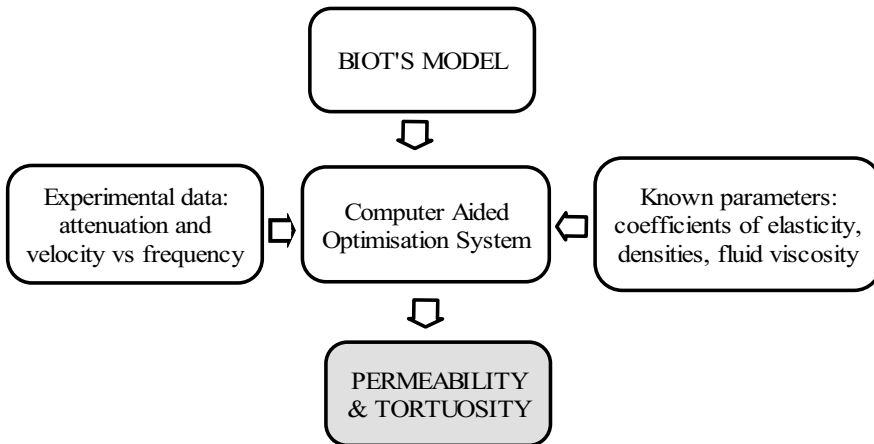 BIOT'S MODEL
Experimental data:
attenuation and
velocity vs frequency
Computer Aided
Optimisation System
Known parameters:
coefficients of elasticity,
densities, fluid viscosity
PERMEABILITY
& TORTUOSITY